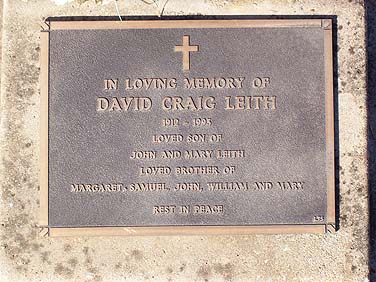 IN LOVING MEMORY OF
DAVID CRAIG LEITH
1912 - 1995
LOVED SON OF
JOHN AND MARY LEITH
LOVED BROTHER OF
MARGARET, SAMUEL, JOHN, WILLIAM AND MARY
REST IN PEACE